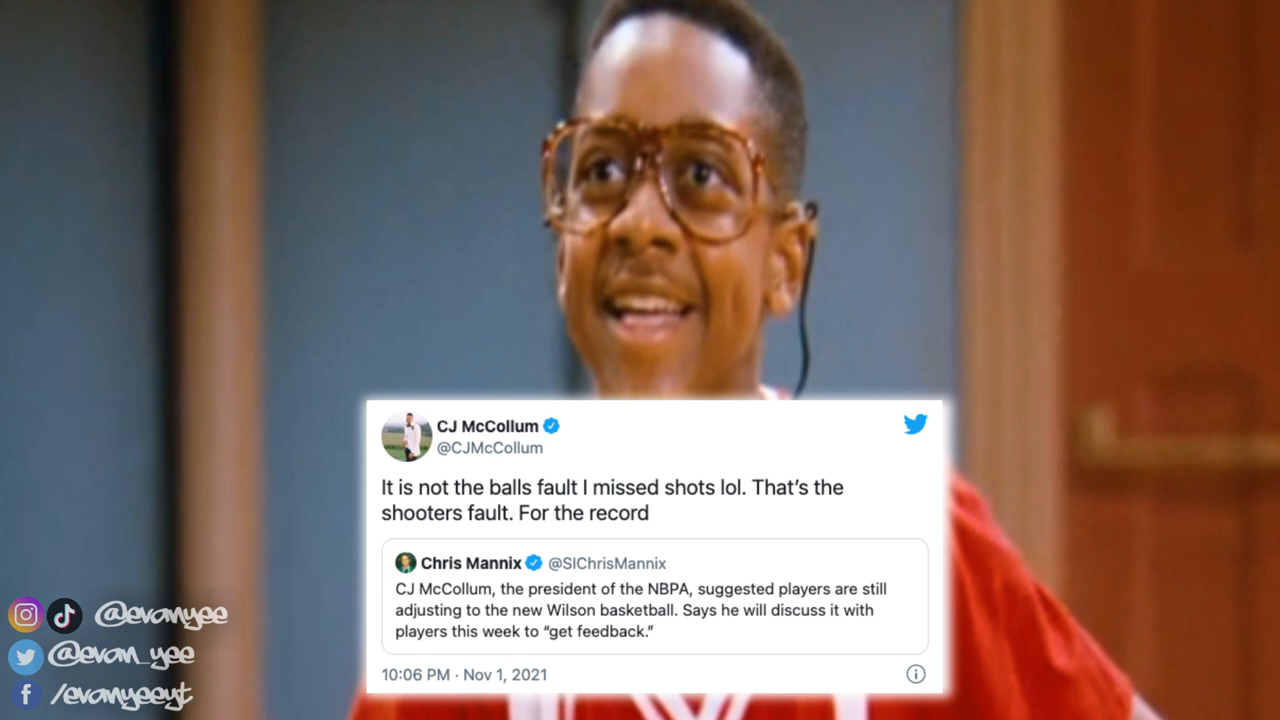 CJ McCollum
@CJMcCollum
It is not the balls fault I missed shots lol. That’s the
shooters fault. For the record
Chris Mannix @SIChrisMannix
CJ McCollum, the president of the NBPA, suggested players are still
adjusting to the new Wilson basketball. Says he will discuss it with
players this week to “get feedback.”
10:06 PM · Nov 1, 2021
@evanyee
@evan_yee
/evanyeeyt